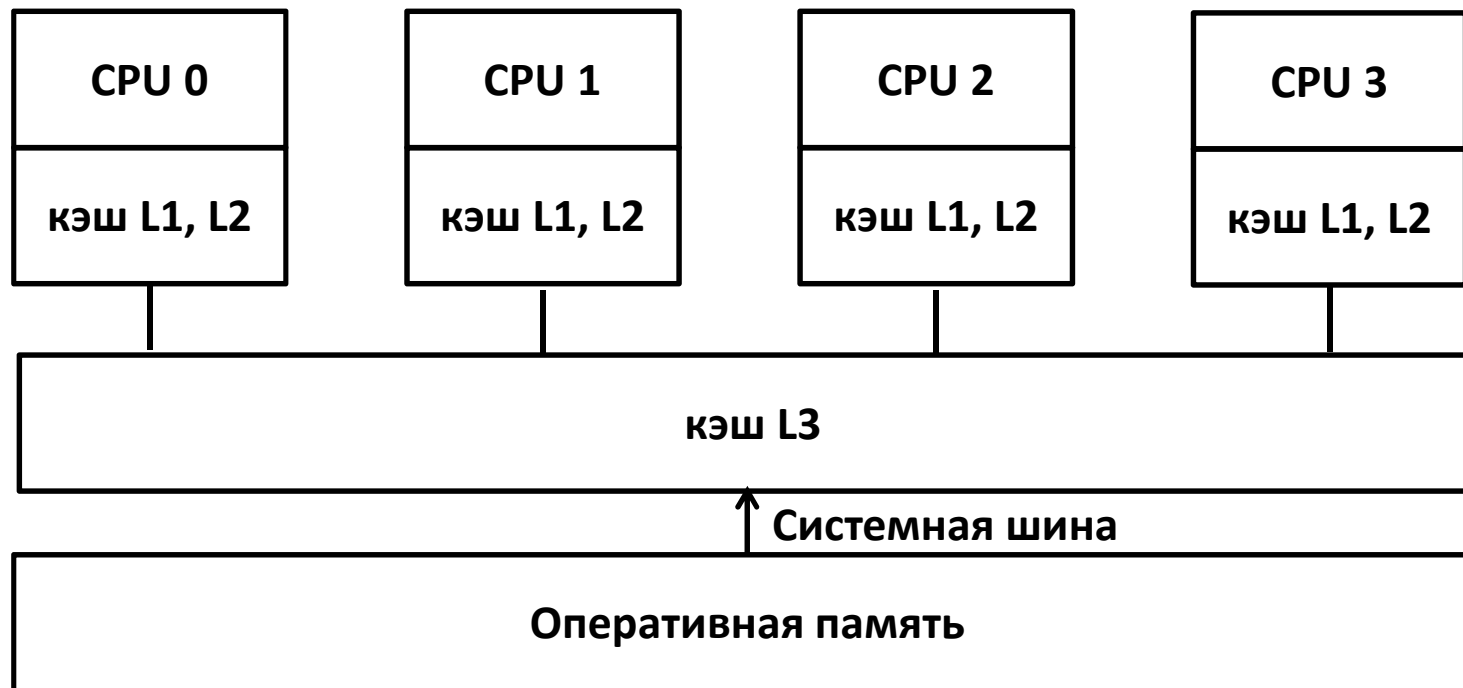 CPU 0
CPU 1
CPU 2
CPU 3
кэш L1, L2
кэш L1, L2
кэш L1, L2
кэш L1, L2
кэш L3
Системная шина
Оперативная память